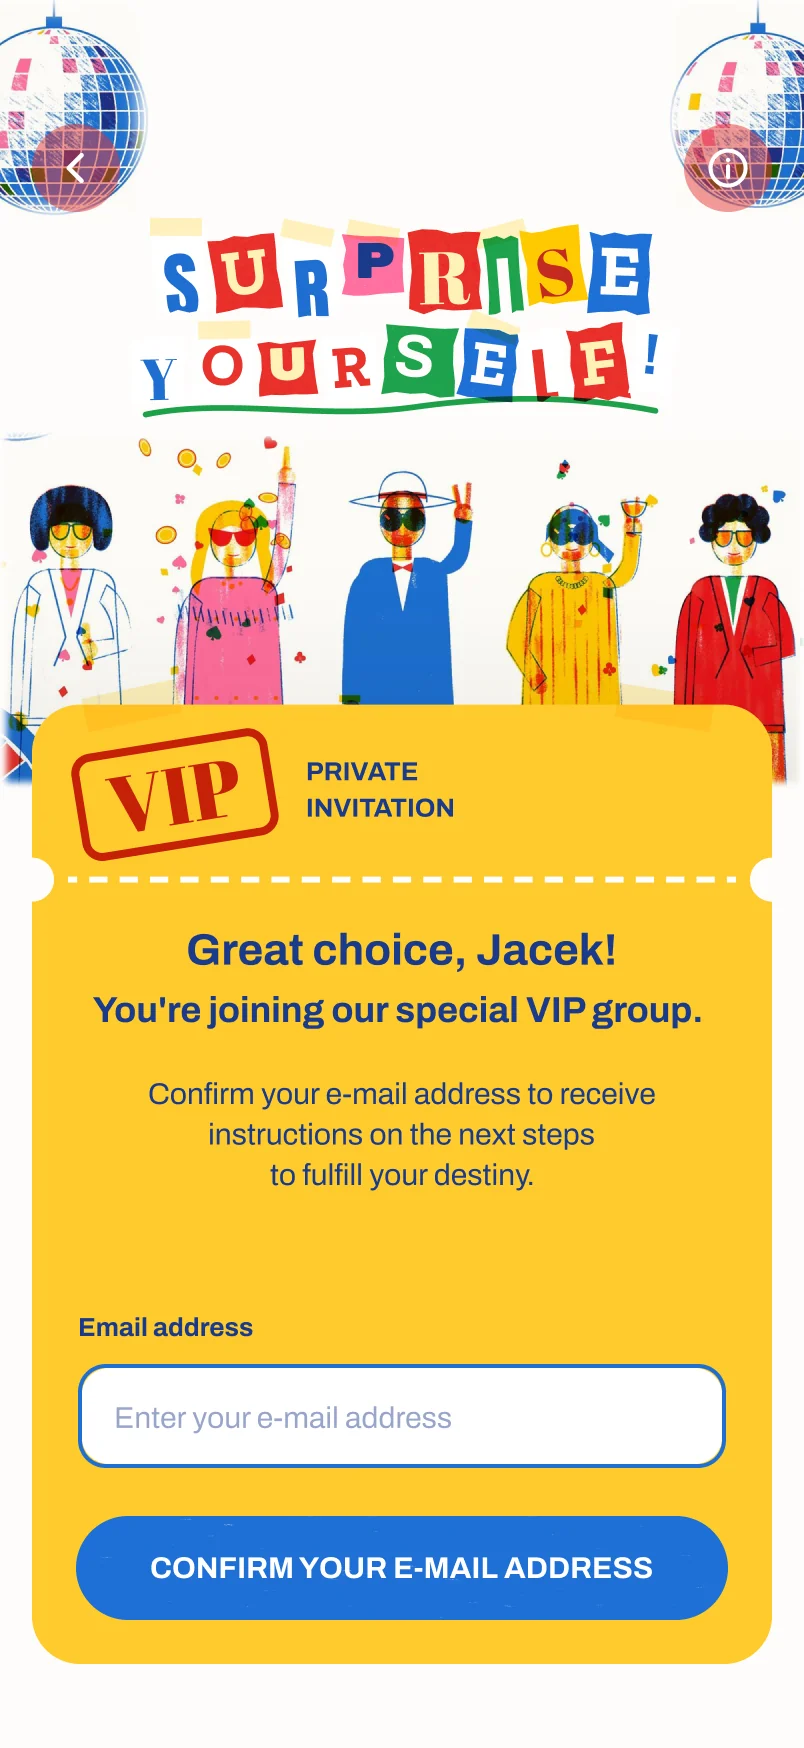 SURPRISE
YOURSELF!
VIP
PRIVATE
INVITATION
Great choice, Jacek!
You're joining our special VIP group.
Confirm your e-mail address to receive
instructions on the next steps
to fulfill your destiny.
Email address
Enter your e-mail address
CONFIRM YOUR E-MAIL ADDRESS